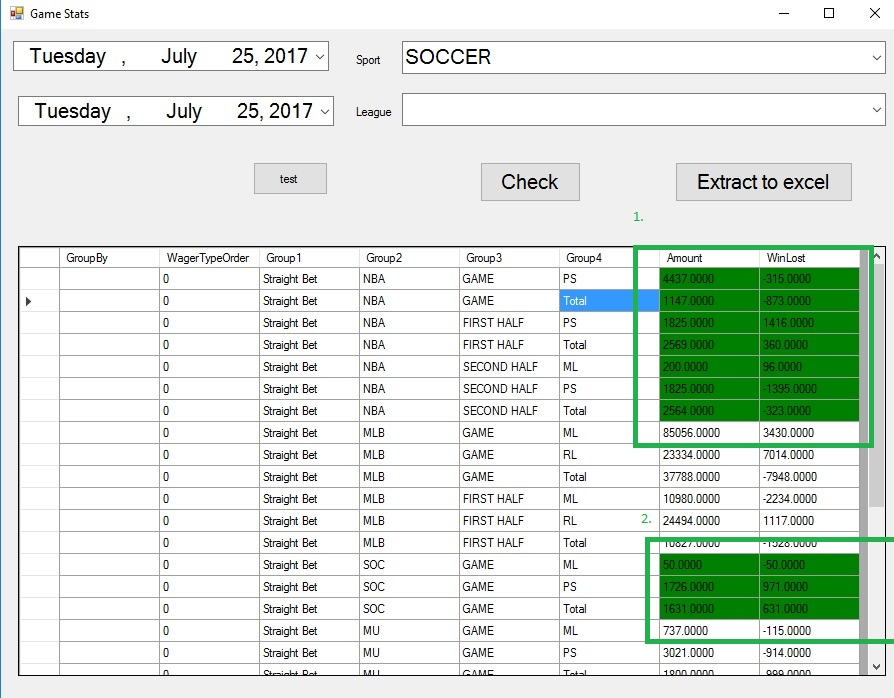 Game Stats
Tuesday , July 25, 2017 Sport SOCCER
Tuesday , July 25, 2017 League
test Check Extract to excel
1.
GroupBy WagerTypeOrder Group1 Group2 Group3 Group4 Amount WinLost
0 Straight Bet NBA GAME PS 4437.0000 -315.0000
0 Straight Bet NBA GAME Total 1147.0000 -873.0000
0 Straight Bet NBA FIRST HALF PS 1825.0000 1416.0000
0 Straight Bet NBA FIRST HALF Total 2569.0000 360.0000
0 Straight Bet NBA SECOND HALF ML 200.0000 96.0000
0 Straight Bet NBA SECOND HALF PS 1825.0000 -1395.0000
0 Straight Bet NBA SECOND HALF Total 2564.0000 -323.0000
0 Straight Bet MLB GAME ML 85056.0000 3430.0000
0 Straight Bet MLB GAME RL 23334.0000 7014.0000
0 Straight Bet MLB GAME Total 37788.0000 -7948.0000
0 Straight Bet MLB FIRST HALF ML 10980.0000 -2234.0000
2.
0 Straight Bet MLB FIRST HALF RL 24494.0000 1117.0000
0 Straight Bet MLB FIRST HALF Total 10827.0000 -1528.0000
0 Straight Bet SOC GAME ML 50.0000 -50.0000
0 Straight Bet SOC GAME PS 1726.0000 971.0000
0 Straight Bet SOC GAME Total 1631.0000 631.0000
0 Straight Bet MU GAME ML 737.0000 -115.0000
0 Straight Bet MU GAME PS 3021.0000 -914.0000
0 Straight Bet MU GAME Total 1800.0000 -999.0000